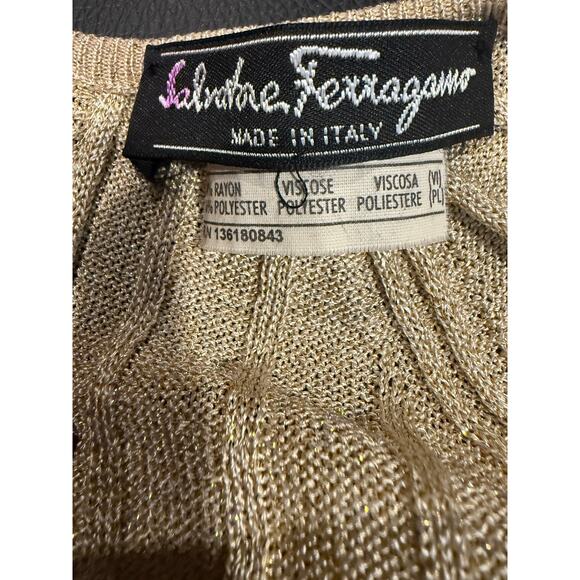 Salvatore Ferragamo
MADE IN ITALY
% RAYON VISCOSE VISCOSA (VI)
% POLYESTER POLYESTER POLIESTERE (PL)
N 136180843